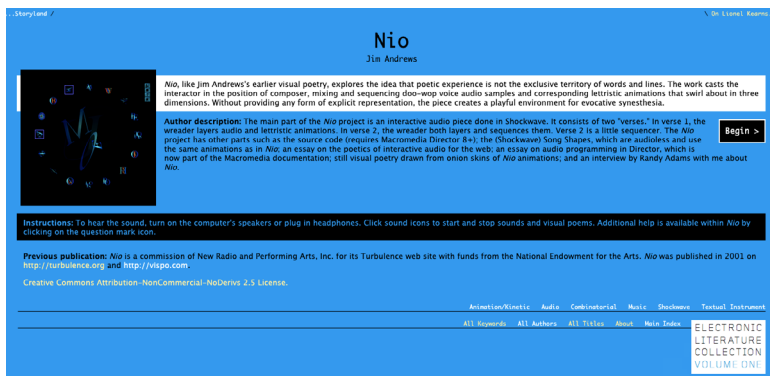 ...Storyland /
\ On Lionel Kearns
Nio
Jim Andrews
Nio, like Jim Andrews's earlier visual poetry, explores the idea that poetic experience is not the exclusive territory of words and lines. The work casts the
interactor in the position of composer, mixing and sequencing doo-wop voice audio samples and corresponding lettristic animations that swirl about in three
dimensions. Without providing any form of explicit representation, the piece creates a playful environment for evocative synesthesia.
Author description: The main part of the Nio project is an interactive audio piece done in Shockwave. It consists of two "verses." In verse 1, the
wreader layers audio and lettristic animations. In verse 2, the wreader both layers and sequences them. Verse 2 is a little sequencer. The Nio
project has other parts such as the source code (requires Macromedia Director 8+); the (Shockwave) Song Shapes, which are audioless and use
the same animations as in Nio; an essay on the poetics of interactive audio for the web; an essay on audio programming in Director, which is
now part of the Macromedia documentation; still visual poetry drawn from onion skins of Nio animations; and an interview by Randy Adams with me about
Nio.
Begin >
Instructions: To hear the sound, turn on the computer's speakers or plug in headphones. Click sound icons to start and stop sounds and visual poems. Additional help is available within Nio by
clicking on the question mark icon.
Previous publication: Nio is a commission of New Radio and Performing Arts, Inc. for its Turbulence web site with funds from the National Endowment for the Arts. Nio was published in 2001 on
http://turbulence.org and http://vispo.com.
Creative Commons Attribution-NonCommercial-NoDerivs 2.5 License.
Animation/Kinetic Audio Combinatorial Music Shockwave Textual Instrument
All Keywords All Authors All Titles About Main Index
ELECTRONIC
LITERATURE
COLLECTION
VOLUME ONE